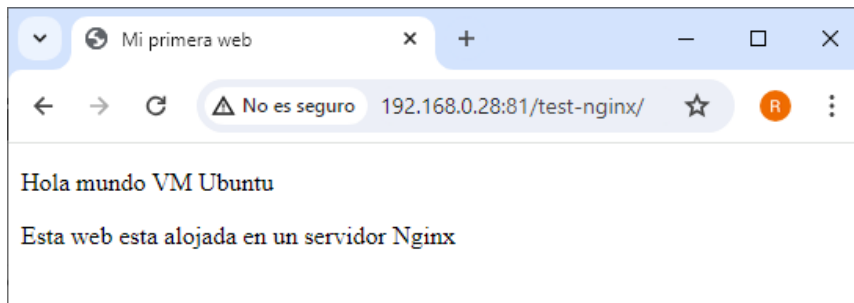 Mi primera web
No es seguro 192.168.0.28:81/test-nginx/ R
Hola mundo VM Ubuntu
Esta web esta alojada en un servidor Nginx